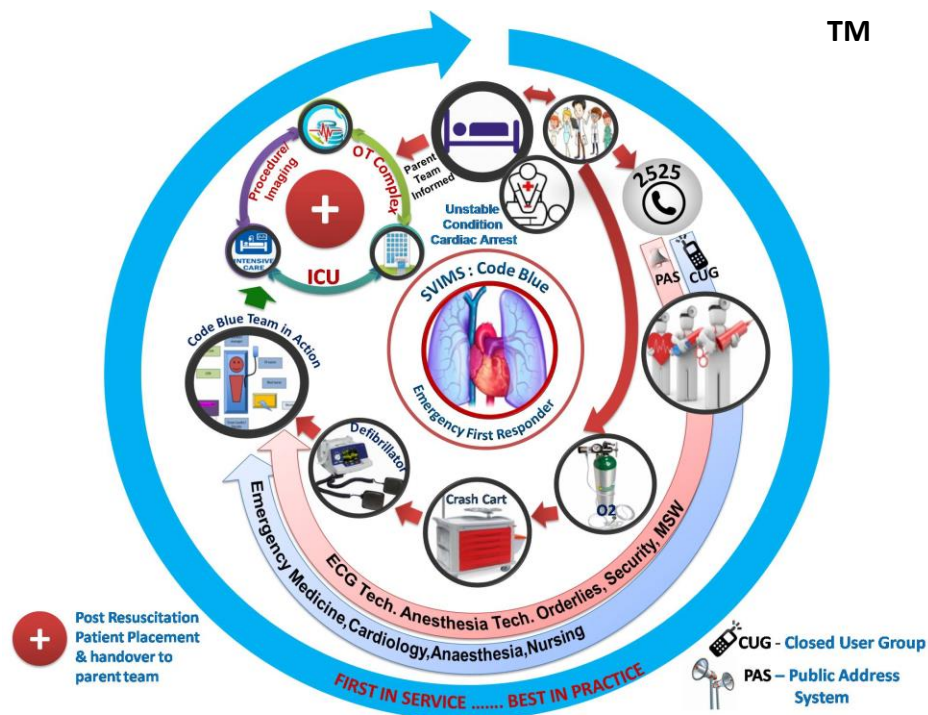 TM
Procedure/
Imaging
OT Complex
ICU
INTENSIVE
CARE
Parent
Team
Informed
Unstable
Condition
Cardiac Arrest
2525
PAS
CUG
SVIMS : Code Blue
Emergency First Responder
Code Blue Team in Action
Defibrillator
Crash Cart
O2
ECG Tech. Anesthesia Tech. Orderlies, Security, MSW
Emergency Medicine,Cardiology,Anaesthesia,Nursing
FIRST IN SERVICE ....... BEST IN PRACTICE
Post Resuscitation
Patient Placement
& handover to
parent team
CUG - Closed User Group
PAS – Public Address
System